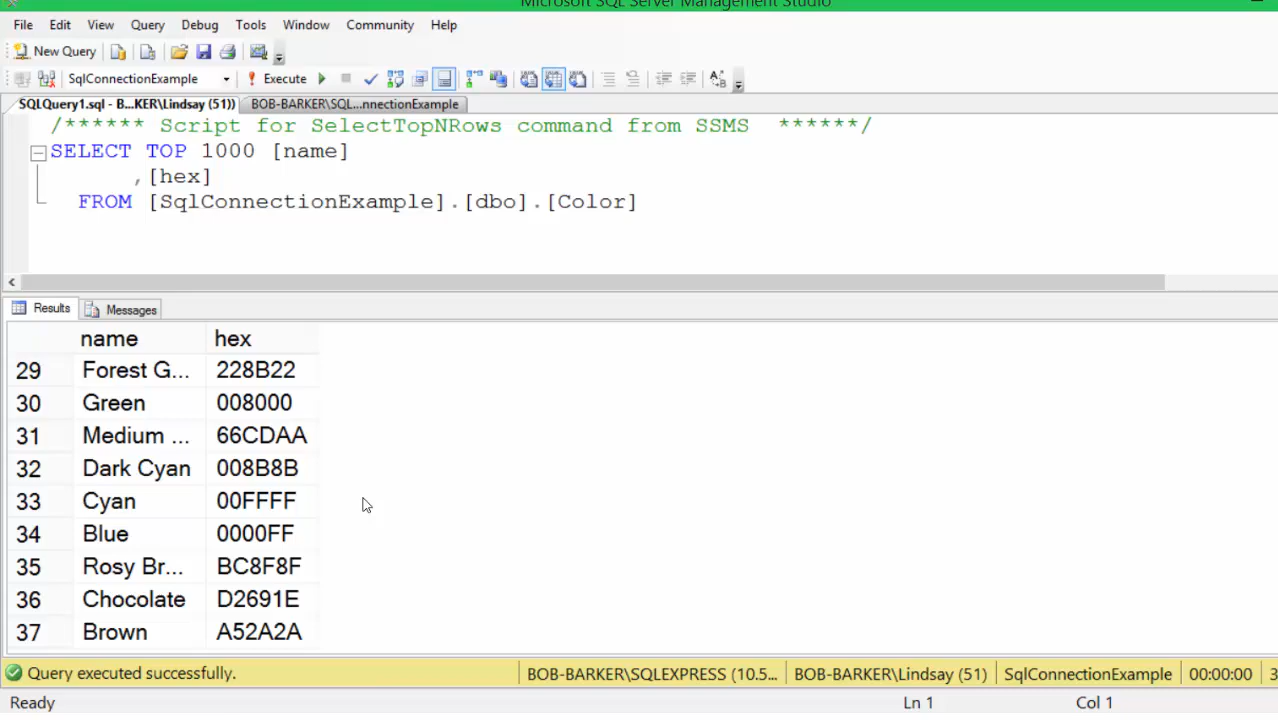 Microsoft SQL Server Management Studio
File Edit View Query Debug Tools Window Community Help
New Query
SqlConnectionExample Execute
SQLQuery1.sql - B...KER\Lindsay (51)) BOB-BARKER\SQL...nnectionExample
/****** Script for SelectTopNRows command from SSMS ******/
SELECT TOP 1000 [name]
,[hex]
FROM [SqlConnectionExample].[dbo].[Color]
Results Messages
name hex
29 Forest G... 228B22
30 Green 008000
31 Medium ... 66CDAA
32 Dark Cyan 008B8B
33 Cyan 00FFFF
34 Blue 0000FF
35 Rosy Br... BC8F8F
36 Chocolate D2691E
37 Brown A52A2A
Query executed successfully. BOB-BARKER\SQLEXPRESS (10.5... BOB-BARKER\Lindsay (51) SqlConnectionExample 00:00:00 3
Ready Ln 1 Col 1